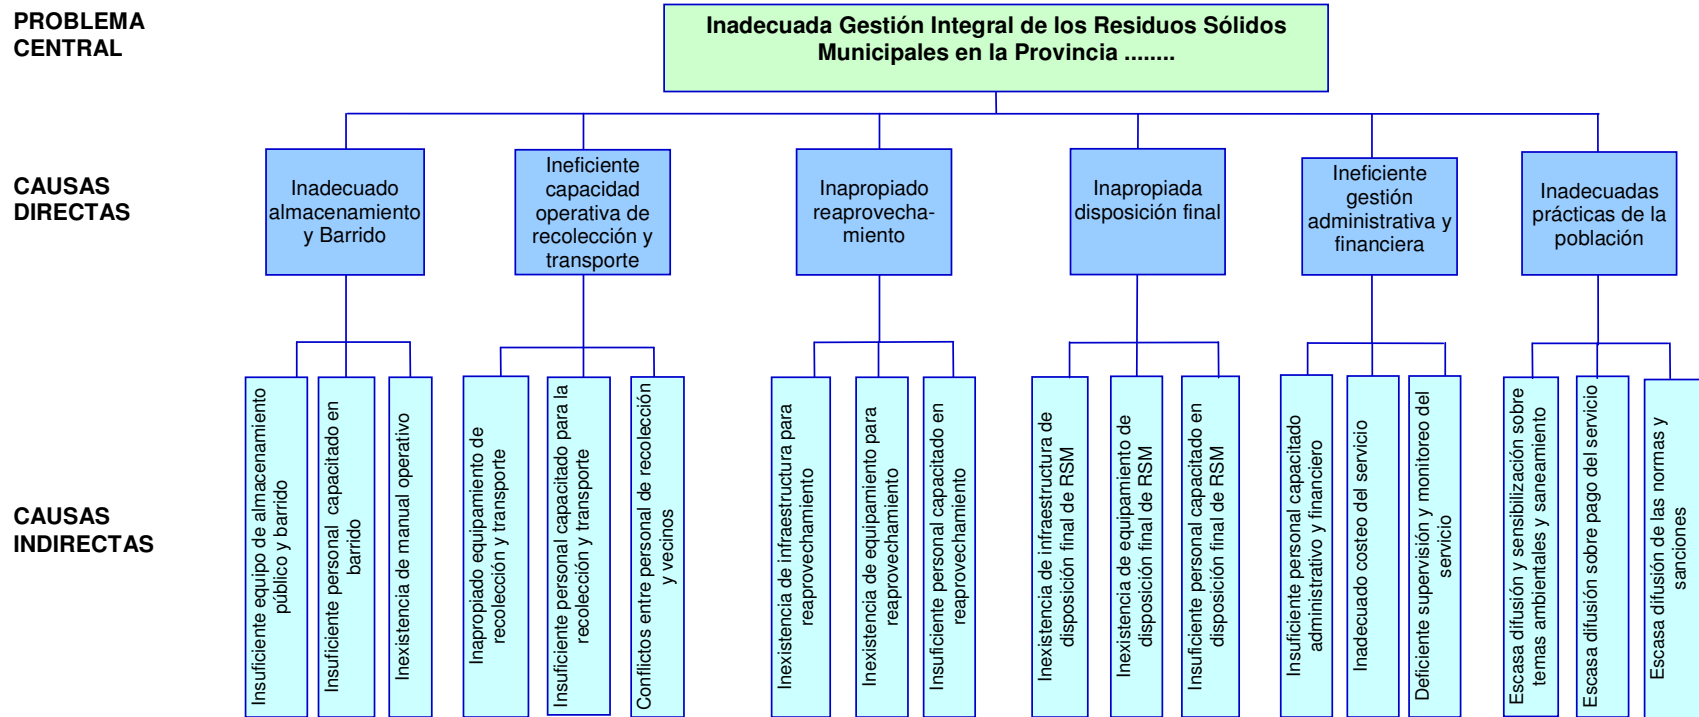 PROBLEMA
CENTRAL
Inadecuada Gestión Integral de los Residuos Sólidos
Municipales en la Provincia ........
CAUSAS
DIRECTAS
Inadecuado
almacenamiento
y Barrido
Ineficiente
capacidad
operativa de
recolección y
transporte
Inapropiado
reaprovecha-
miento
Inapropiada
disposición final
Ineficiente
gestión
administrativa y
financiera
Inadecuadas
prácticas de la
población
CAUSAS
INDIRECTAS
Insuficiente equipo de almacenamiento
público y barrido
Insuficiente personal capacitado en
barrido
Inexistencia de manual operativo
Inapropiado equipamiento de
recolección y transporte
Insuficiente personal capacitado para la
recolección y transporte
Conflictos entre personal de recolección
y vecinos
Inexistencia de infraestructura para
reaprovechamiento
Inexistencia de equipamiento para
reaprovechamiento
Insuficiente personal capacitado en
reaprovechamiento
Inexistencia de infraestructura de
disposición final de RSM
Inexistencia de equipamiento de
disposición final de RSM
Insuficiente personal capacitado en
disposición final de RSM
Insuficiente personal capacitado
administrativo y financiero
Inadecuado costeo del servicio
Deficiente supervisión y monitoreo del
servicio
Escasa difusión y sensibilización sobre
temas ambientales y saneamiento
Escasa difusión sobre pago del servicio
Escasa difusión de las normas y
sanciones